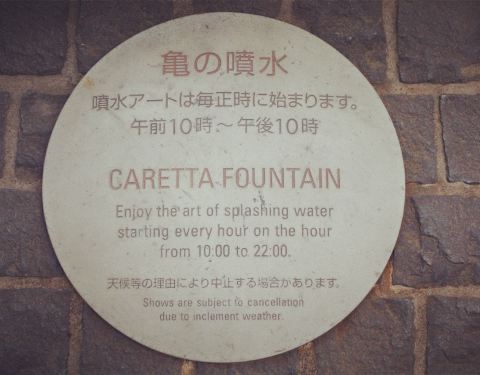 亀の噴水
噴水アートは毎正時に始まります。
午前10時~午後10時
CARETTA FOUNTAIN
Enjoy the art of splashing water
starting every hour on the hour
from 10:00 to 22:00.
天候等の理由により中止する場合があります。
Shows are subject to cancellation
due to inclement weather.